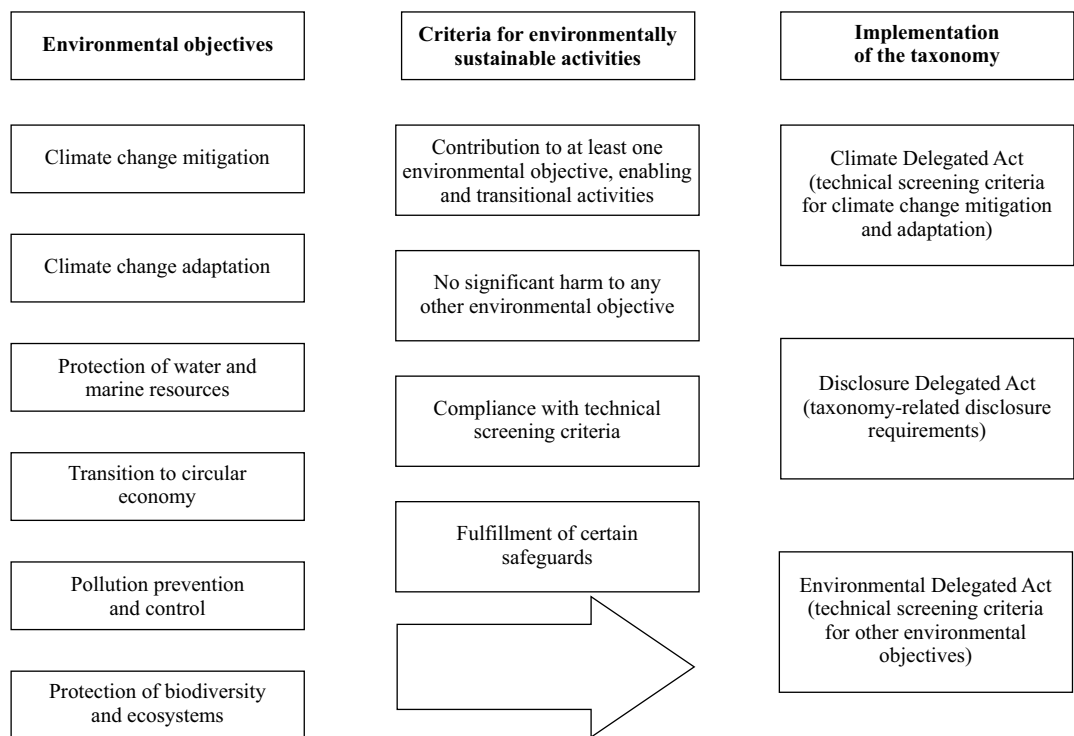 Environmental objectives
Climate change mitigation
Climate change adaptation
Protection of water and
marine resources
Transition to circular
economy
Pollution prevention
and control
Protection of biodiversity
and ecosystems
Criteria for environmentally
sustainable activities
Contribution to at least one
environmental objective, enabling
and transitional activities
No significant harm to any
other environmental objective
Compliance with technical
screening criteria
Fulfillment of certain
safeguards
Implementation
of the taxonomy
Climate Delegated Act
(technical screening criteria
for climate change mitigation
and adaptation)
Disclosure Delegated Act
(taxonomy-related disclosure
requirements)
Environmental Delegated Act
(technical screening criteria
for other environmental
objectives)